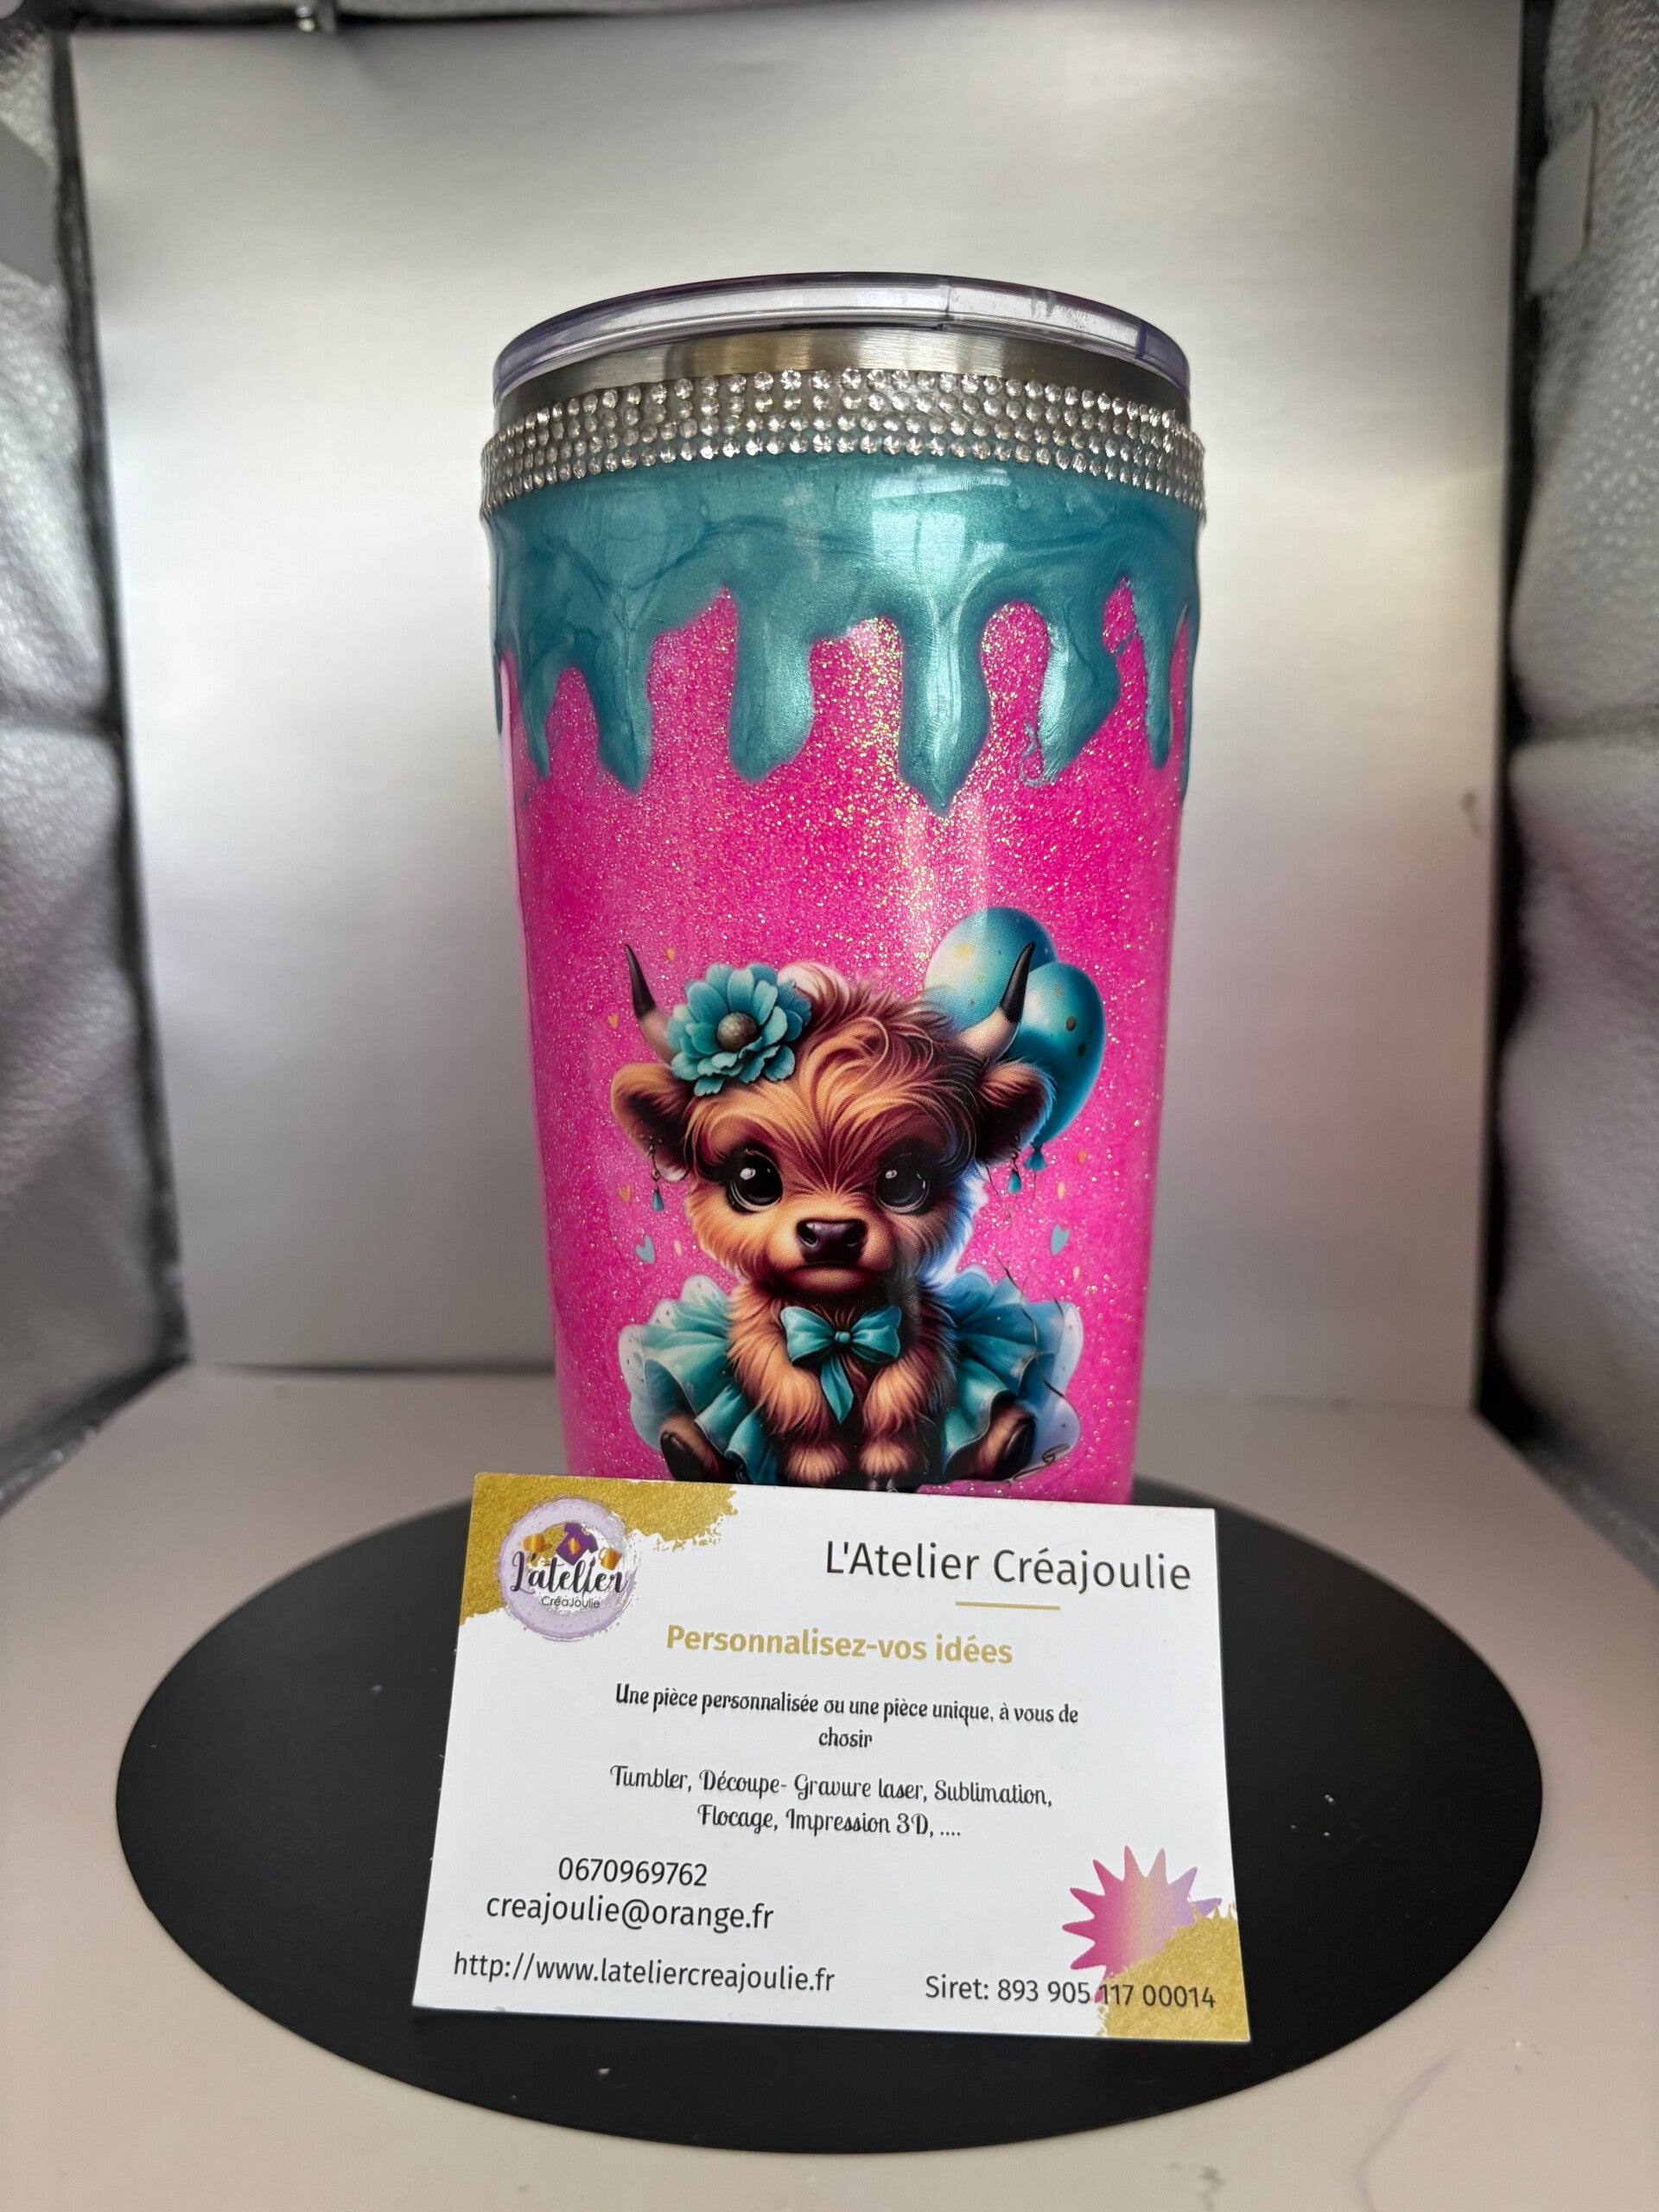 L'atelier
CréaJoulie
L'Atelier Créajoulie
Personnalisez-vos idées
Une pièce personnalisée ou une pièce unique, à vous de
chosir
Tumbler, Découpe- Gravure laser, Sublimation,
Flocage, Impression 3D, ....
0670969762
creajoulie@orange.fr
http://www.lateliercreajoulie.fr
Siret: 893 905 117 00014